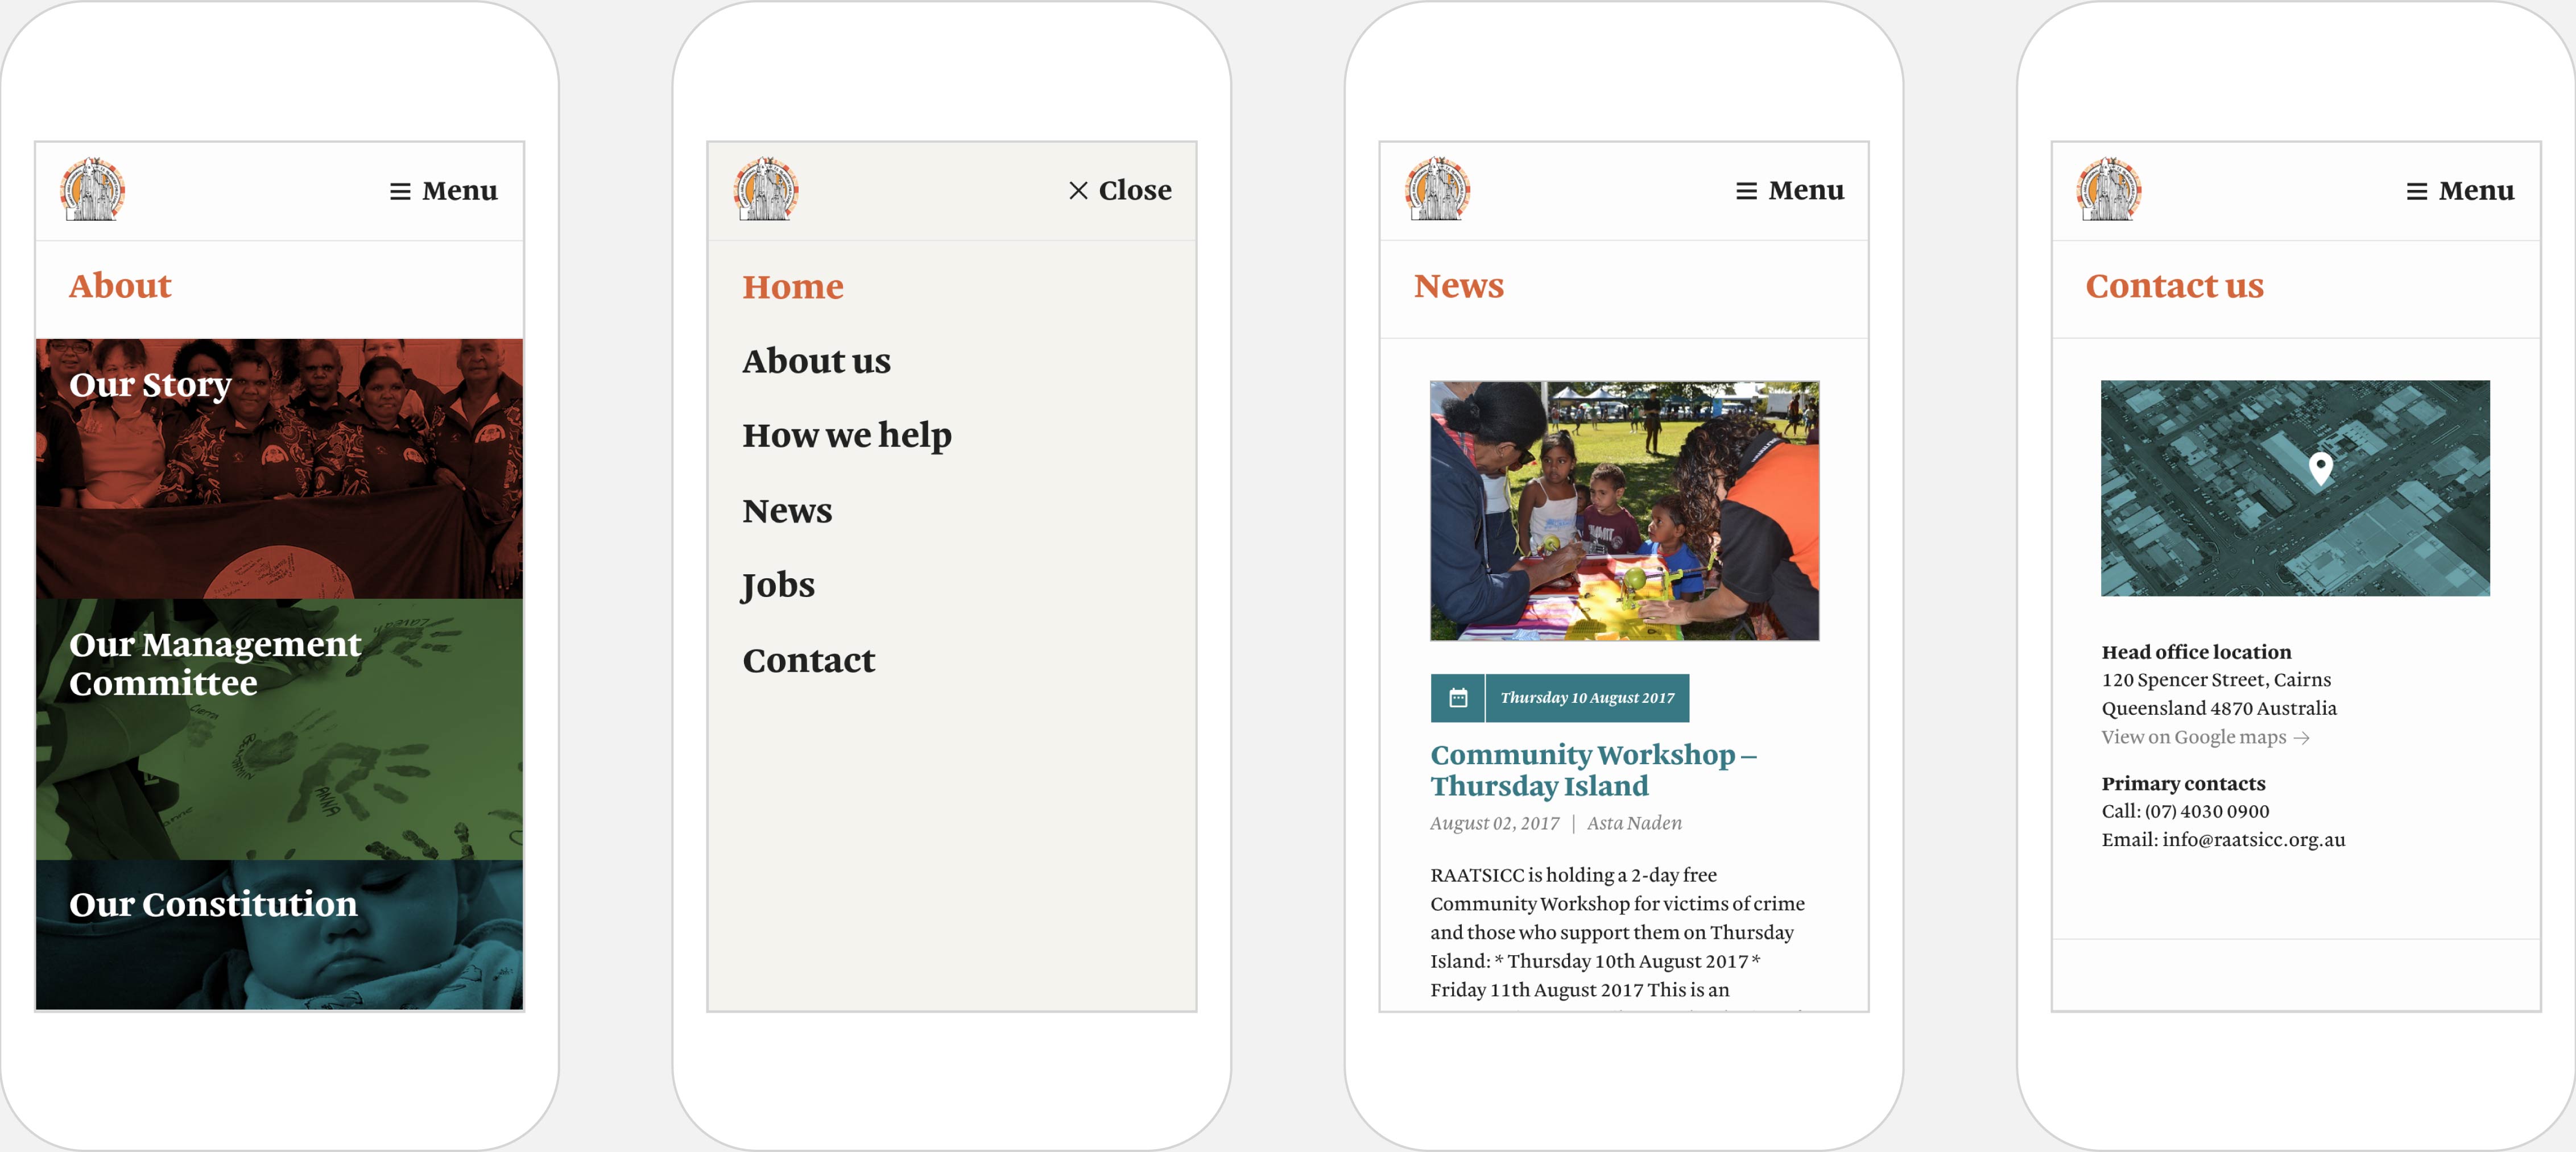 Menu
About
Our Story
Our Management
Committee
ANNA
Our Constitution
Close
Home
About us
How we help
News
Jobs
Contact
Menu
News
Thursday 10 August 2017
Community Workshop –
Thursday Island
August 02, 2017 | Asta Naden
RAATSICC is holding a 2-day free
Community Workshop for victims of crime
and those who support them on Thursday
Island: * Thursday 10th August 2017 *
Friday 11th August 2017 This is an
Menu
Contact us
Head office location
120 Spencer Street, Cairns
Queensland 4870 Australia
View on Google maps →
Primary contacts
Call: (07) 4030 0900
Email: info@raatsicc.org.au